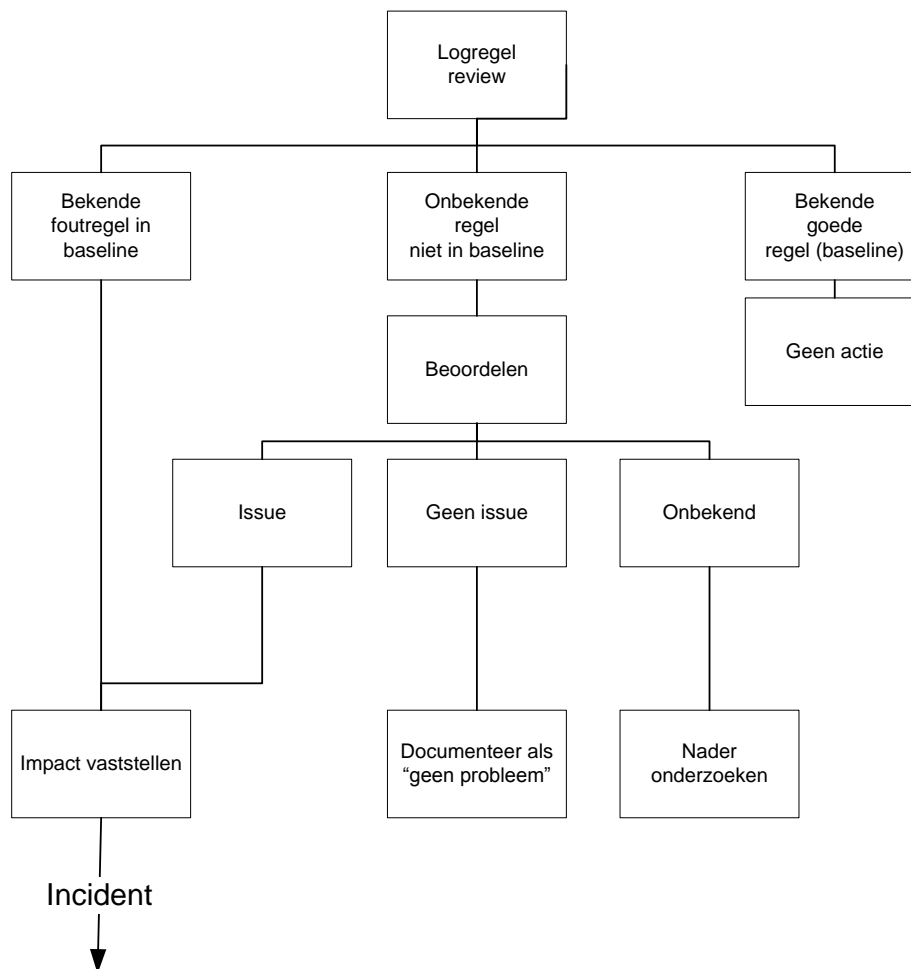 Logregel
review
Bekende
foutregel in
baseline
Onbekende
regel
niet in baseline
Bekende
goede
regel (baseline)
Geen actie
Beoordelen
Issue
Geen issue
Onbekend
Impact vaststellen
Documenteer als
“geen probleem”
Nader
onderzoeken
Incident